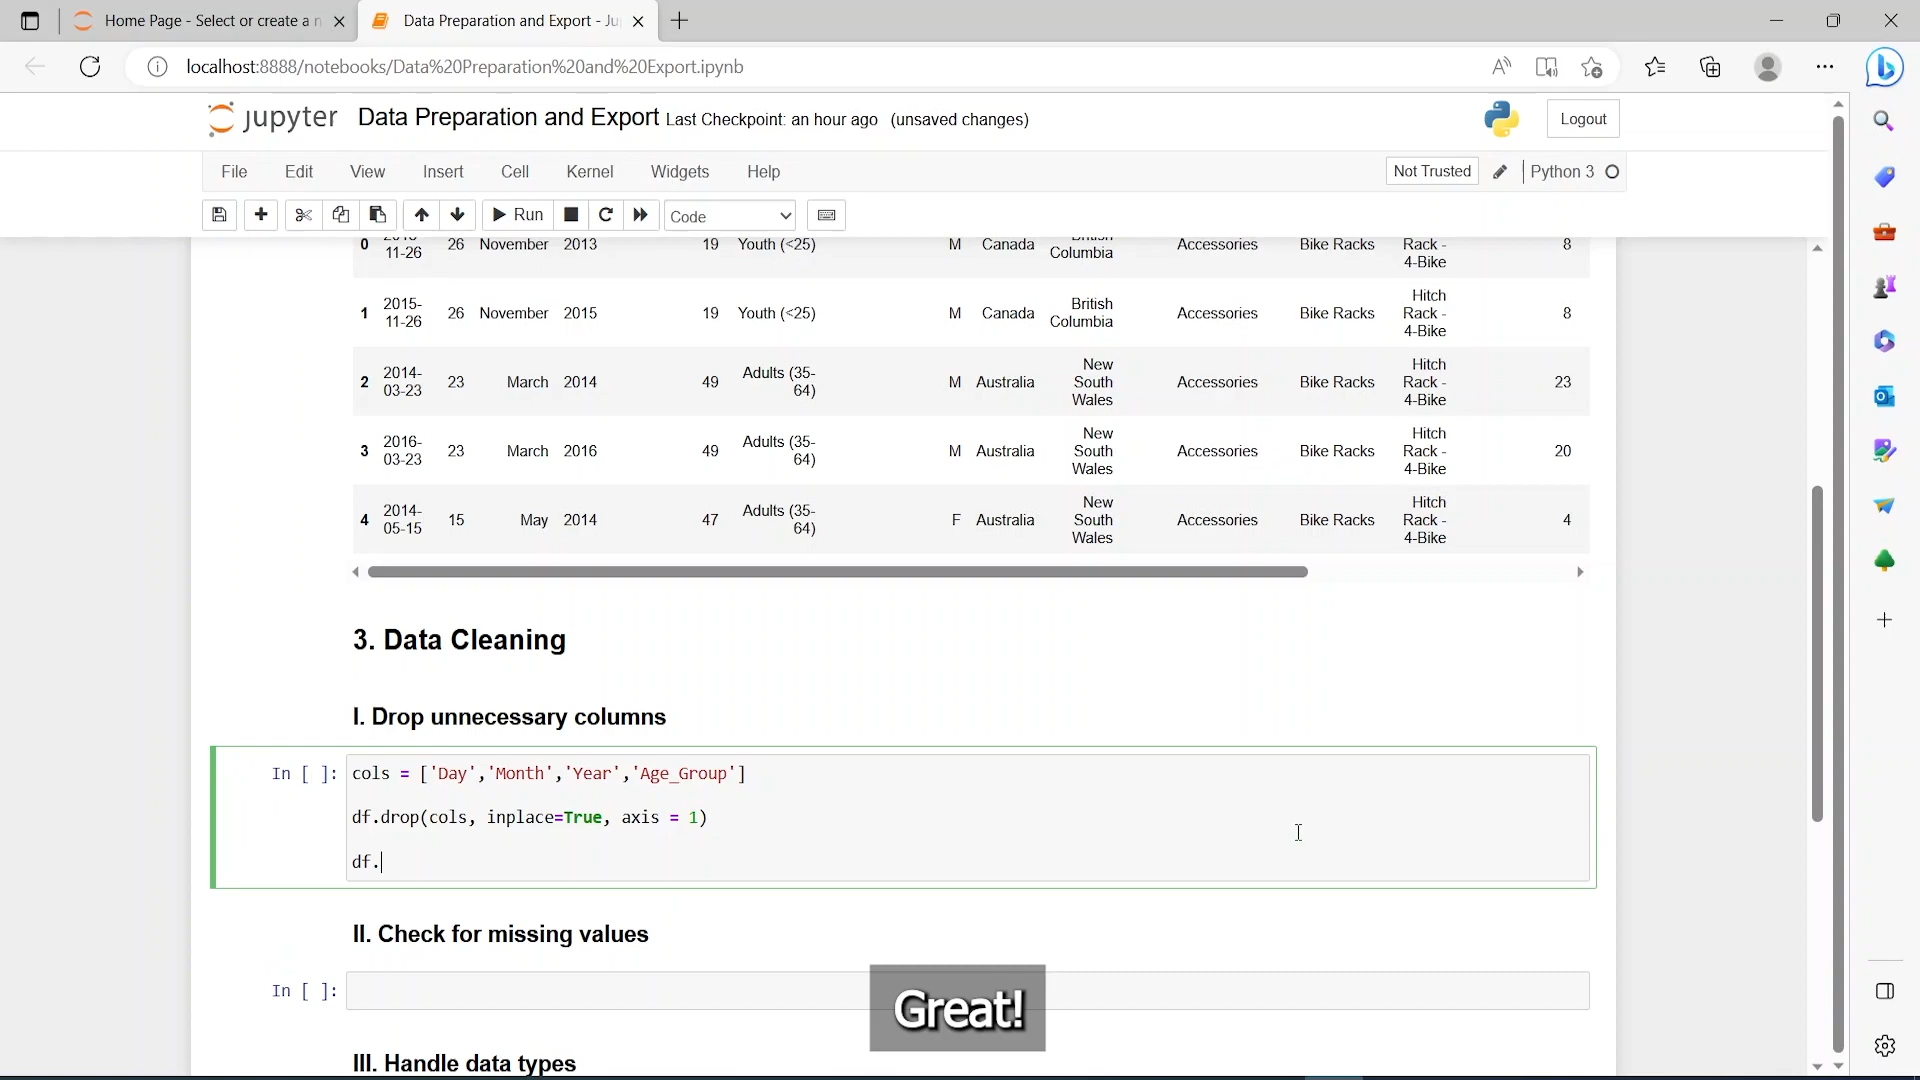 Home Page - Select or create a n
Data Preparation and Export - Ju
localhost:8888/notebooks/Data%20Preparation%20and%20Export.ipynb
jupyter Data Preparation and Export Last Checkpoint: an hour ago (unsaved changes)
Logout
File Edit View Insert Cell Kernel Widgets Help
Not Trusted Python 3
Run Code
0 11-26 26 November 2013 19 Youth (<25) M Canada British Columbia Accessories Bike Racks Rack - 4-Bike 8
1 2015-11-26 26 November 2015 19 Youth (<25) M Canada British Columbia Accessories Bike Racks Hitch Rack - 4-Bike 8
2 2014-03-23 23 March 2014 49 Adults (35-64) M Australia New South Wales Accessories Bike Racks Hitch Rack - 4-Bike 23
3 2016-03-23 23 March 2016 49 Adults (35-64) M Australia New South Wales Accessories Bike Racks Hitch Rack - 4-Bike 20
4 2014-05-15 15 May 2014 47 Adults (35-64) F Australia New South Wales Accessories Bike Racks Hitch Rack - 4-Bike 4
3. Data Cleaning
I. Drop unnecessary columns
In [ ]: cols = ['Day','Month','Year','Age_Group']
df.drop(cols, inplace=True, axis = 1)
df.
II. Check for missing values
In [ ]:
Great!
III. Handle data types